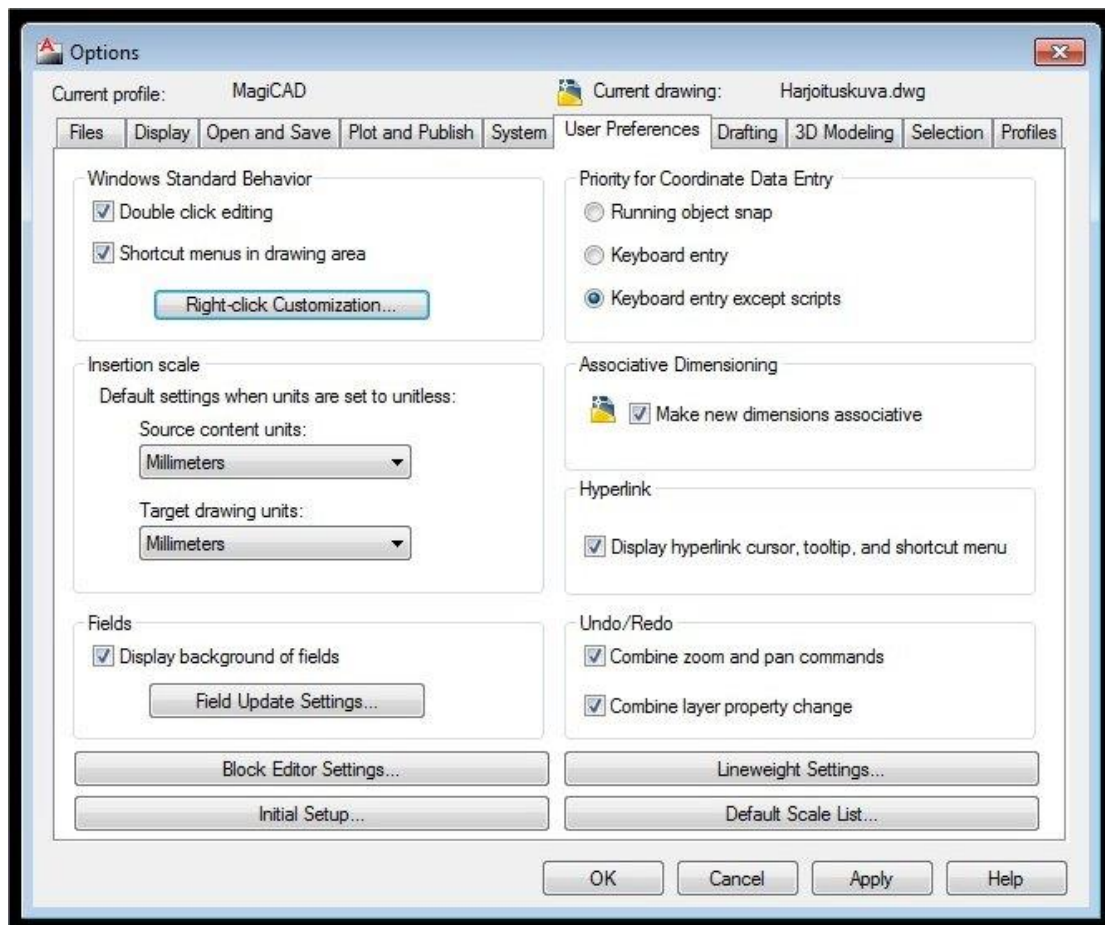 Options
Current profile: MagiCAD Current drawing: Harjoituskuva.dwg
Files Display Open and Save Plot and Publish System User Preferences Drafting 3D Modeling Selection Profiles
Windows Standard Behavior
Double click editing
Shortcut menus in drawing area
Right-click Customization...
Insertion scale
Default settings when units are set to unitless:
Source content units:
Millimeters
Target drawing units:
Millimeters
Fields
Display background of fields
Field Update Settings...
Priority for Coordinate Data Entry
Running object snap
Keyboard entry
Keyboard entry except scripts
Associative Dimensioning
Make new dimensions associative
Hyperlink
Display hyperlink cursor, tooltip, and shortcut menu
Undo/Redo
Combine zoom and pan commands
Combine layer property change
Block Editor Settings... Lineweight Settings...
Initial Setup... Default Scale List...
OK Cancel Apply Help